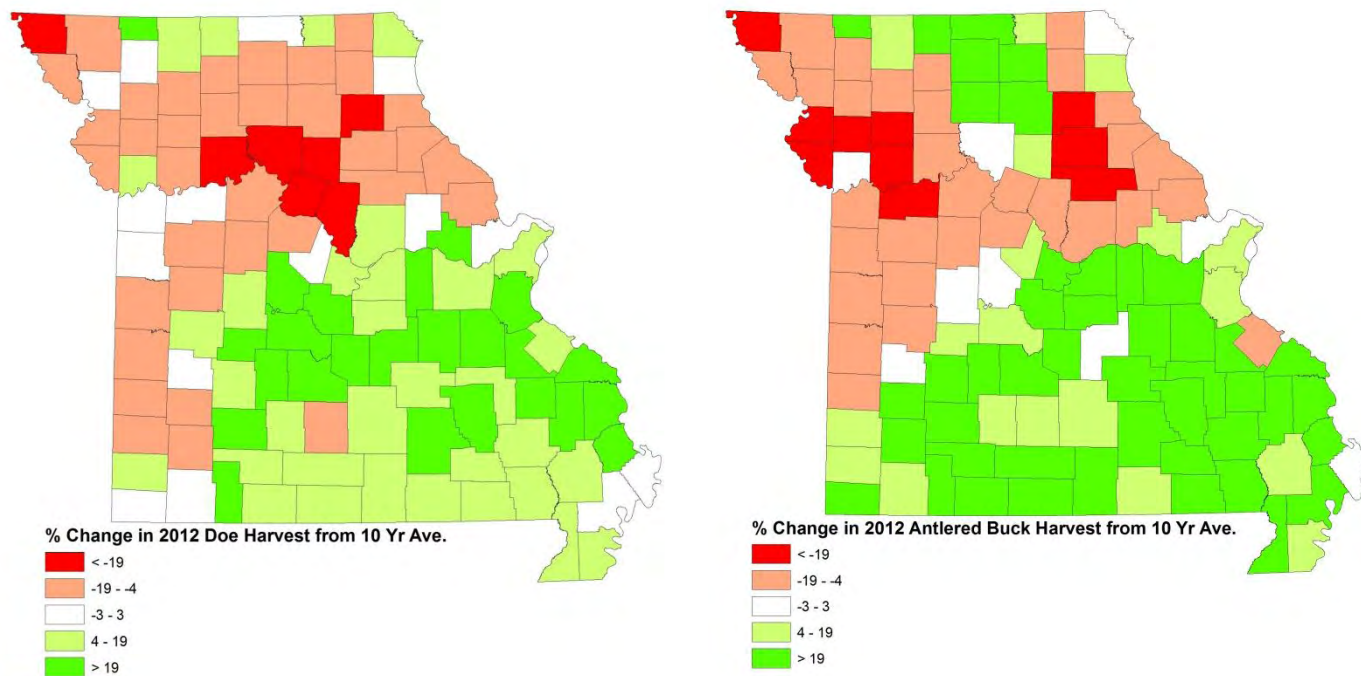 % Change in 2012 Doe Harvest from 10 Yr Ave.
< -19
-19 - -4
-3 - 3
4 - 19
> 19
% Change in 2012 Antlered Buck Harvest from 10 Yr Ave.
< -19
-19 - -4
-3 - 3
4 - 19
> 19